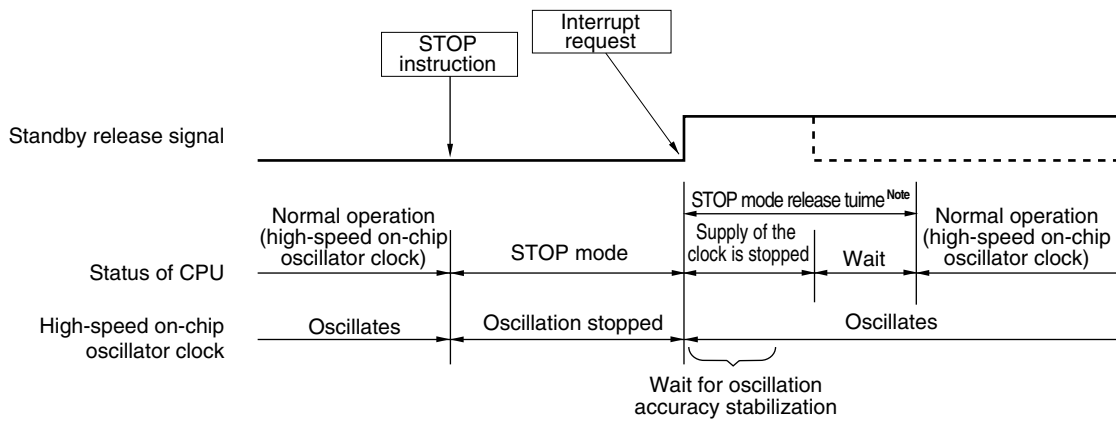 Interrupt
request
STOP
instruction
Standby release signal
STOP mode release tuime Note
Normal operation
(high-speed on-chip
oscillator clock)
Supply of the
clock is stopped
Normal operation
(high-speed on-chip
oscillator clock)
Status of CPU
STOP mode
Wait
High-speed on-chip
oscillator clock
Oscillates
Oscillation stopped
Oscillates
Wait for oscillation
accuracy stabilization